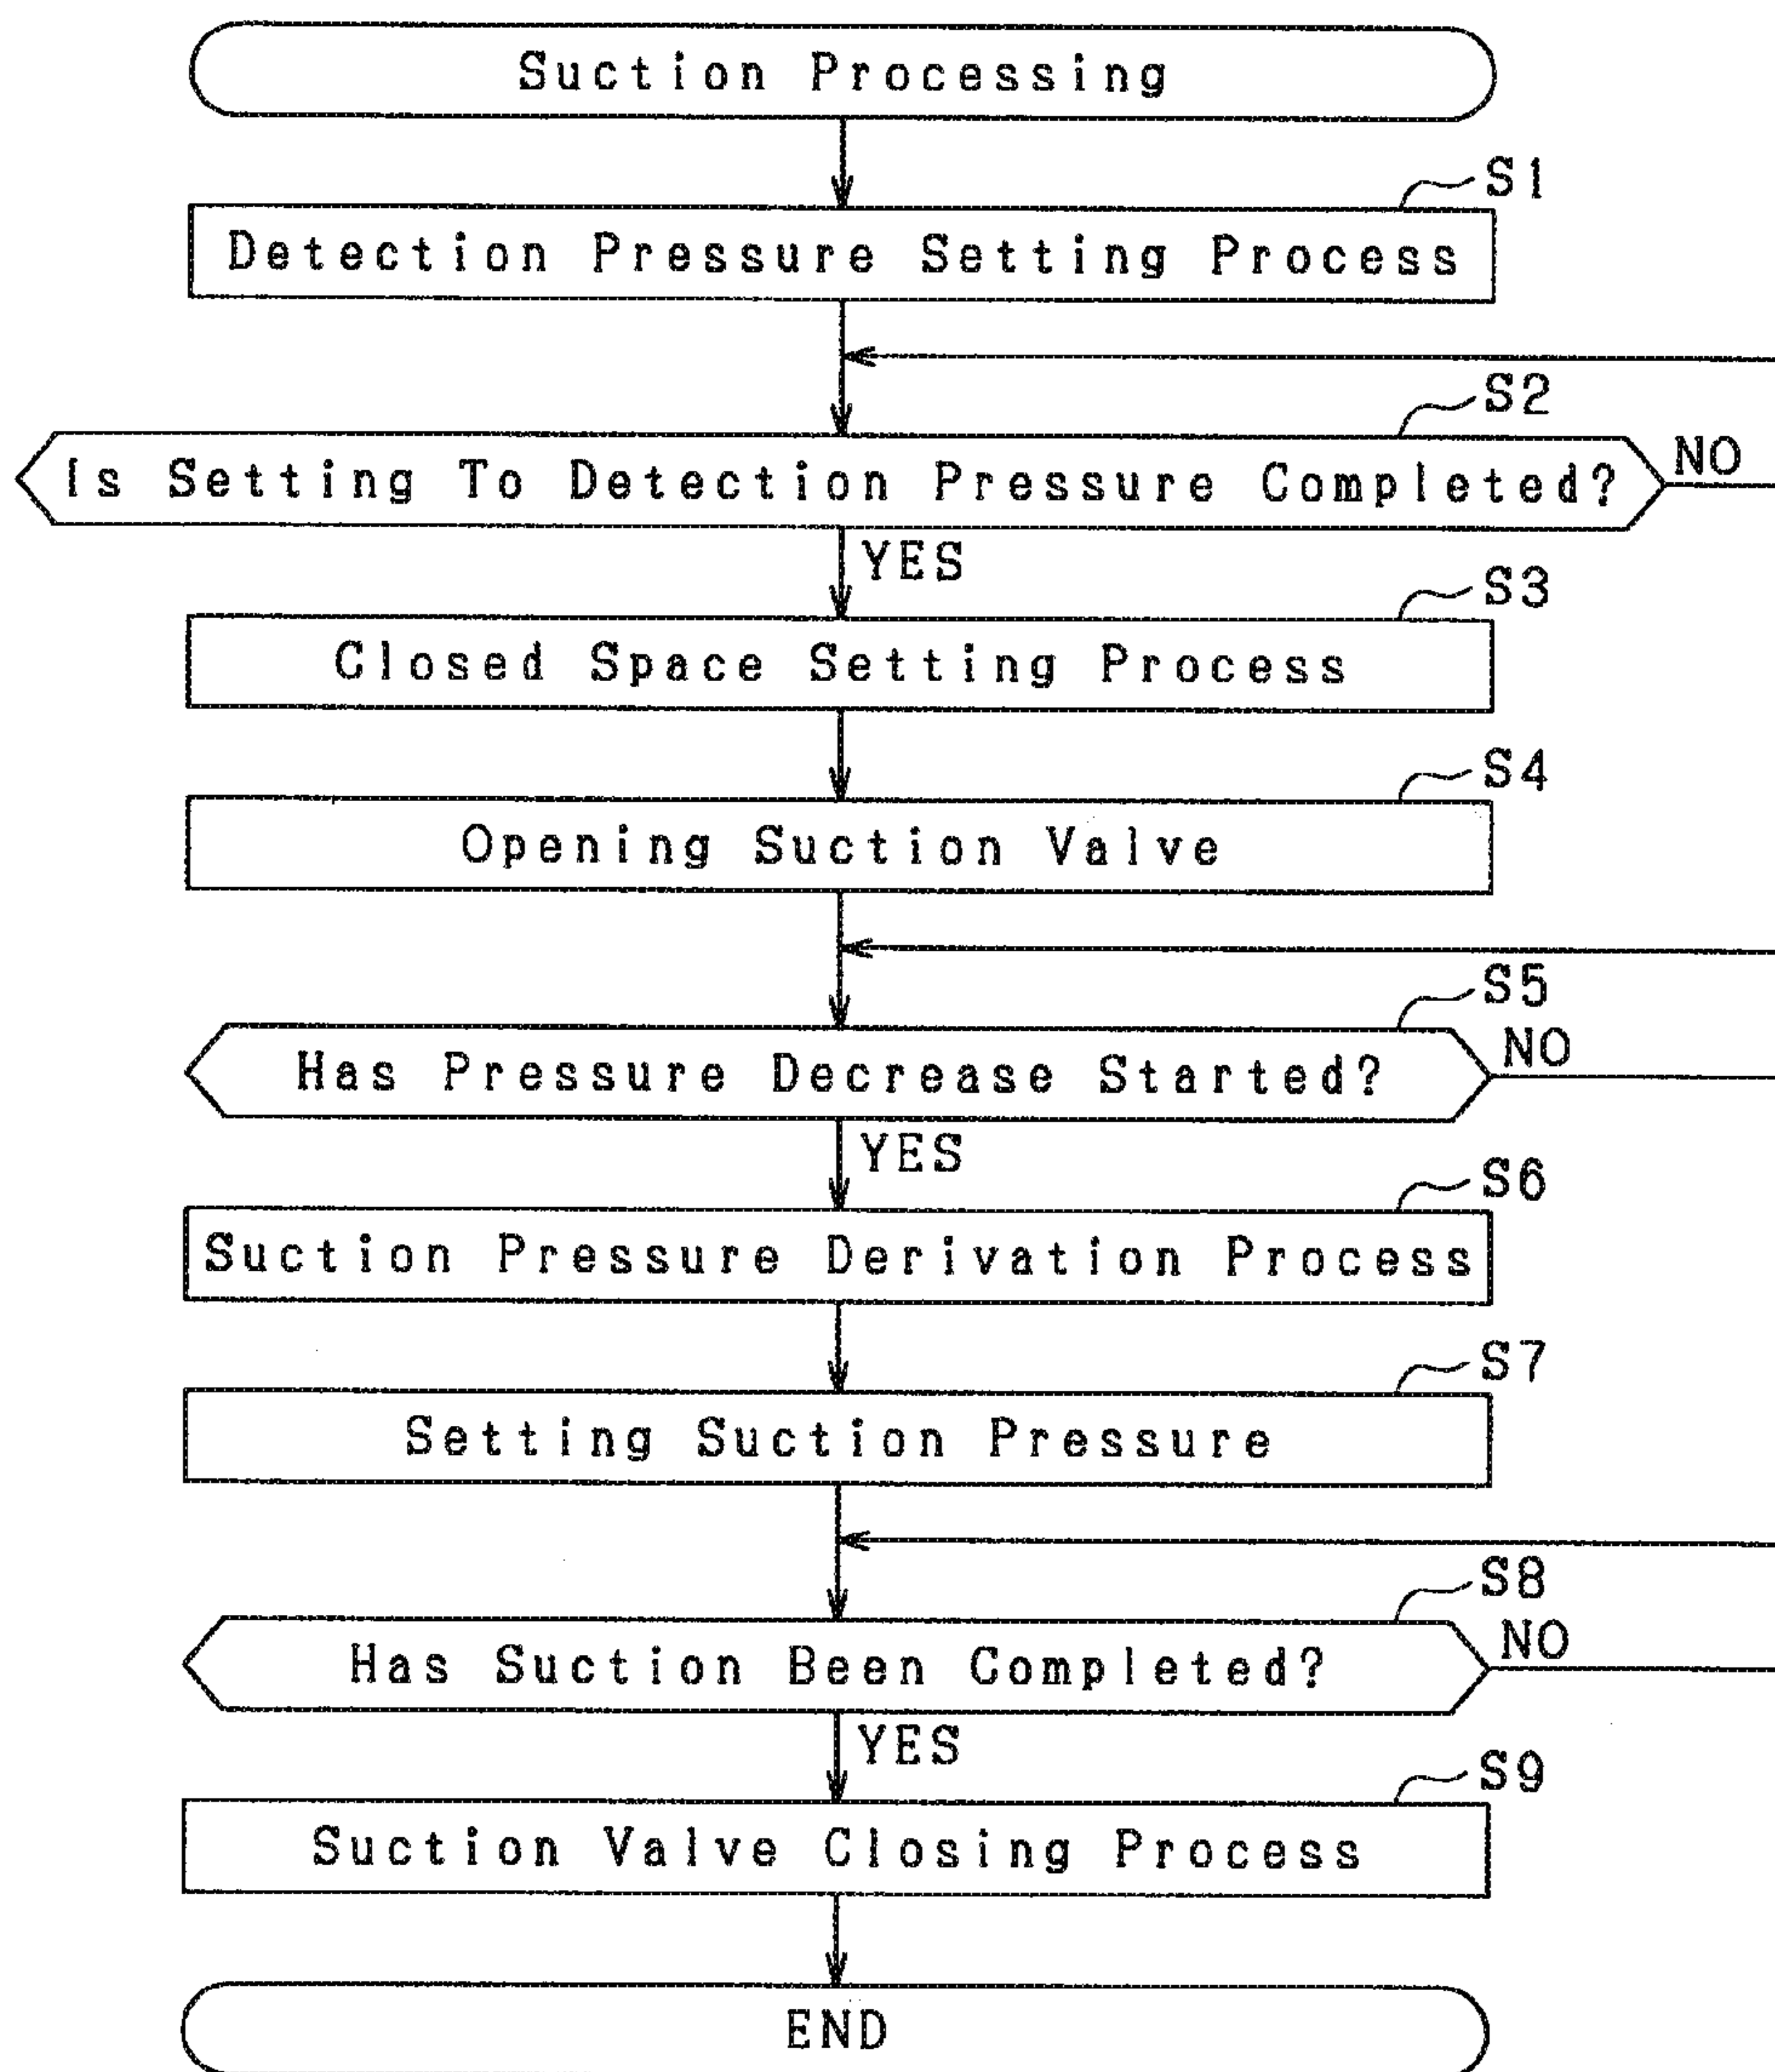 Suction Processing
S1
Detection Pressure Setting Process
S2
Is Setting To Detection Pressure Completed?
NO
YES
S3
Closed Space Setting Process
S4
Opening Suction Valve
S5
Has Pressure Decrease Started?
NO
YES
S6
Suction Pressure Derivation Process
S7
Setting Suction Pressure
S8
Has Suction Been Completed?
NO
YES
S9
Suction Valve Closing Process
END